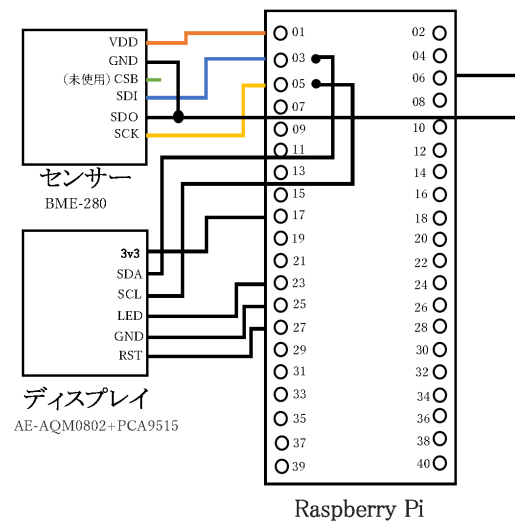 VDD
GND
(未使用) CSB
SDI
SDO
SCK
センサー
BME-280
3v3
SDA
SCL
LED
GND
RST
ディスプレイ
AE-AQM0802+PCA9515
01 02
03 04
05 06
07 08
09 10
11 12
13 14
15 16
17 18
19 20
21 22
23 24
25 26
27 28
29 30
31 32
33 34
35 36
37 38
39 40
Raspberry Pi